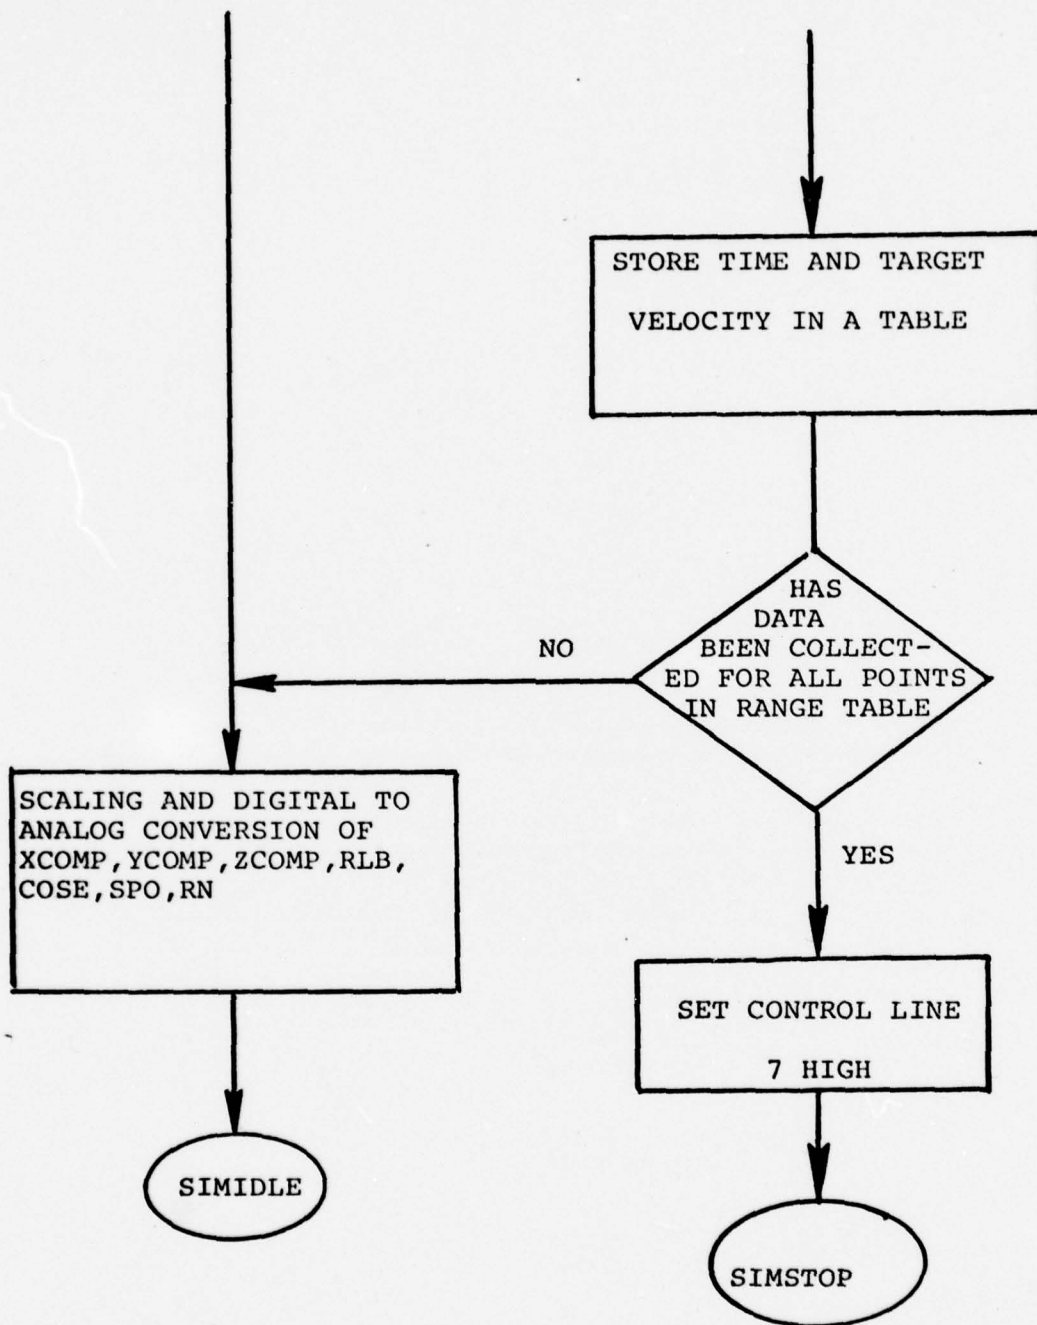 STORE TIME AND TARGET
VELOCITY IN A TABLE
HAS
DATA
BEEN COLLECT-
ED FOR ALL POINTS
IN RANGE TABLE
NO
YES
SCALING AND DIGITAL TO
ANALOG CONVERSION OF
XCOMP,YCOMP,ZCOMP,RLB,
COSE,SPO,RN
SET CONTROL LINE
7 HIGH
SIMIDLE
SIMSTOP